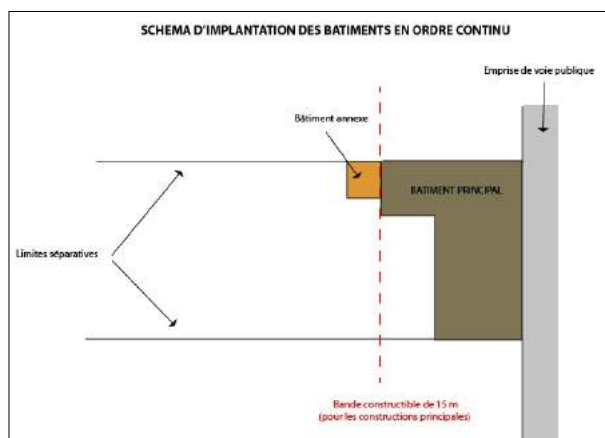 SCHEMA D'IMPLANTATION DES BATIMENTS EN ORDRE CONTINU
Emprise de voie publique
Bâtiment annexe
BATIMENT PRINCIPAL
Limites séparatives
Bande constructible de 15 m
(pour les constructions principales)